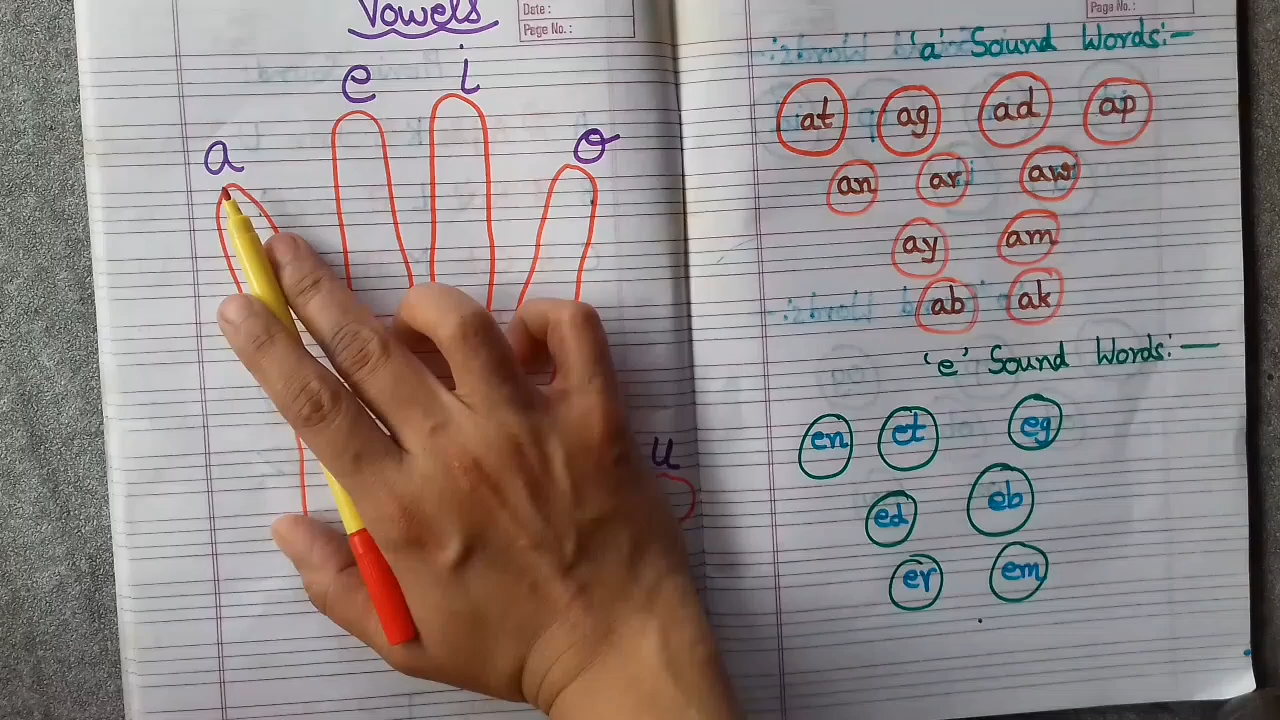 Vowels
Date :
Page No. :
e i
a
o
u
Page No. :
'a' Sound Words:-
at ag ad ap
an ar aw
ay am
ab ak
'e' Sound Words:-
en et eg
ed eb
er em